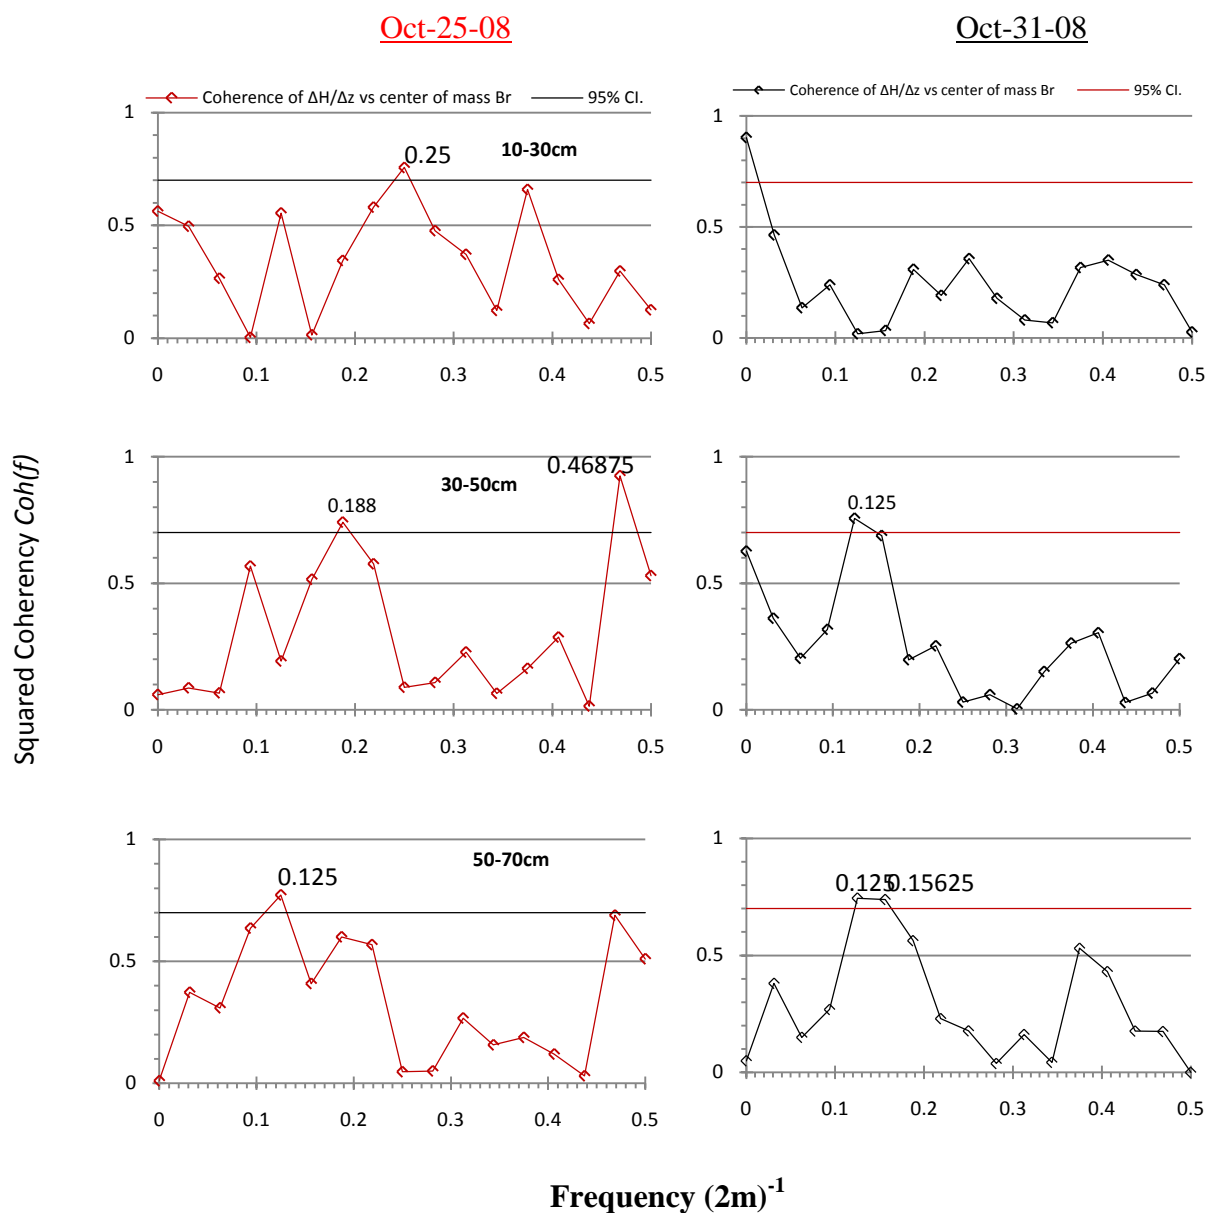 Oct-25-08
Oct-31-08
Coherence of ΔH/Δz vs center of mass Br 95% CI.
Coherence of ΔH/Δz vs center of mass Br 95% CI.
1
0.5
0
0.25
10-30cm
0 0.1 0.2 0.3 0.4 0.5
1
0.5
0
0 0.1 0.2 0.3 0.4 0.5
Squared Coherency Coh(f)
1
0.5
0
0.46875
30-50cm
0.188
0 0.1 0.2 0.3 0.4 0.5
1
0.5
0
0.125
0 0.1 0.2 0.3 0.4 0.5
1
0.5
0
50-70cm
0.125
0 0.1 0.2 0.3 0.4 0.5
1
0.5
0
0.125 0.15625
0 0.1 0.2 0.3 0.4 0.5
Frequency (2m)⁻¹